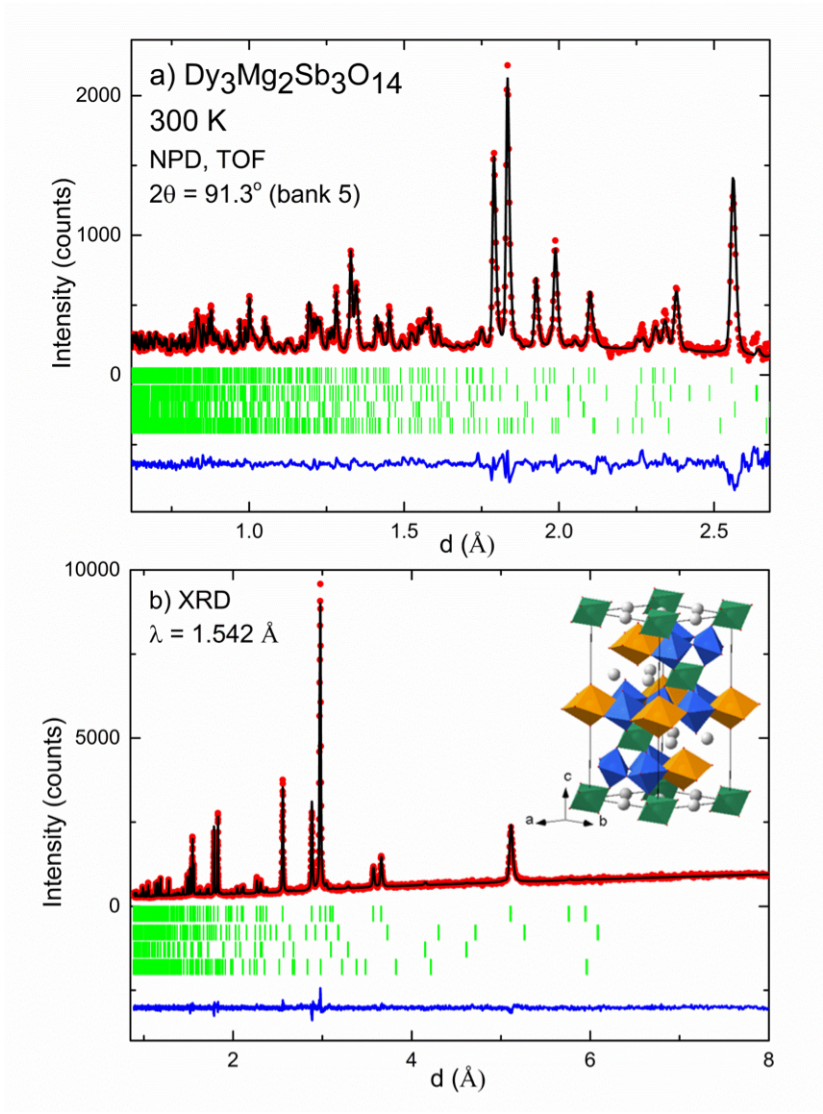 a) Dy₃Mg₂Sb₃O₁₄
300 K
NPD, TOF
2θ = 91.3° (bank 5)
Intensity (counts)
2000
1000
0
1.0 1.5 2.0 2.5
d (Å)
b) XRD
λ = 1.542 Å
Intensity (counts)
10000
5000
0
c
a
b
2 4 6 8
d (Å)